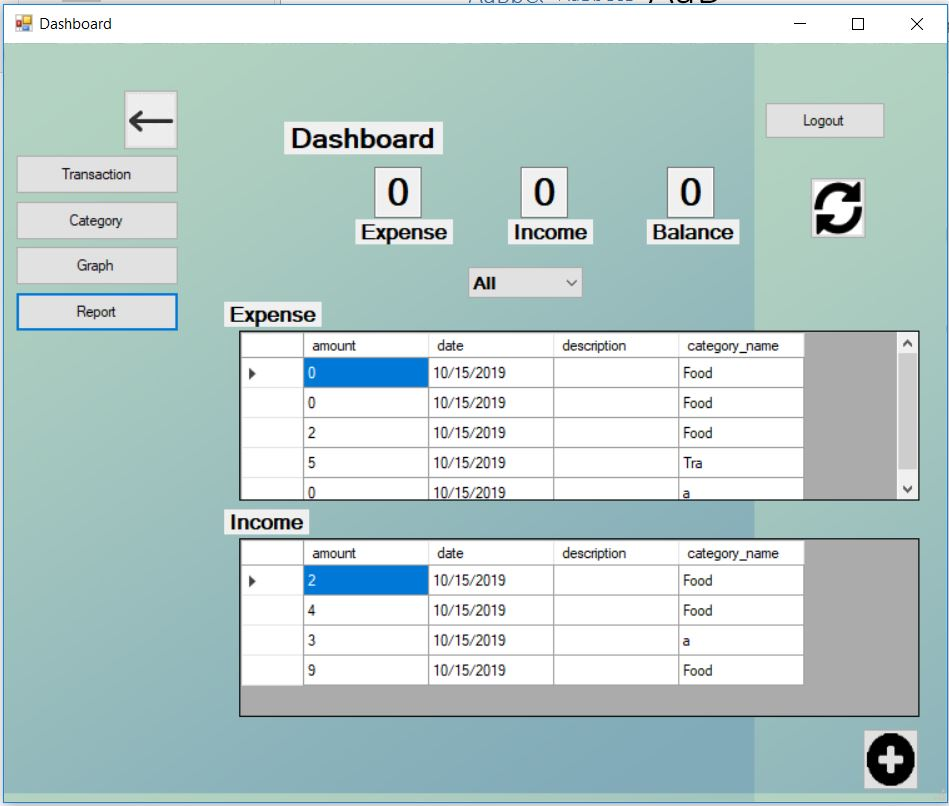 Dashboard
Logout
Dashboard
Transaction
0 0 0
Category
Expense Income Balance
Graph
All
Report
Expense
amount date description category_name
0 10/15/2019 Food
0 10/15/2019 Food
2 10/15/2019 Food
5 10/15/2019 Tra
0 10/15/2019 a
Income
amount date description category_name
2 10/15/2019 Food
4 10/15/2019 Food
3 10/15/2019 a
9 10/15/2019 Food